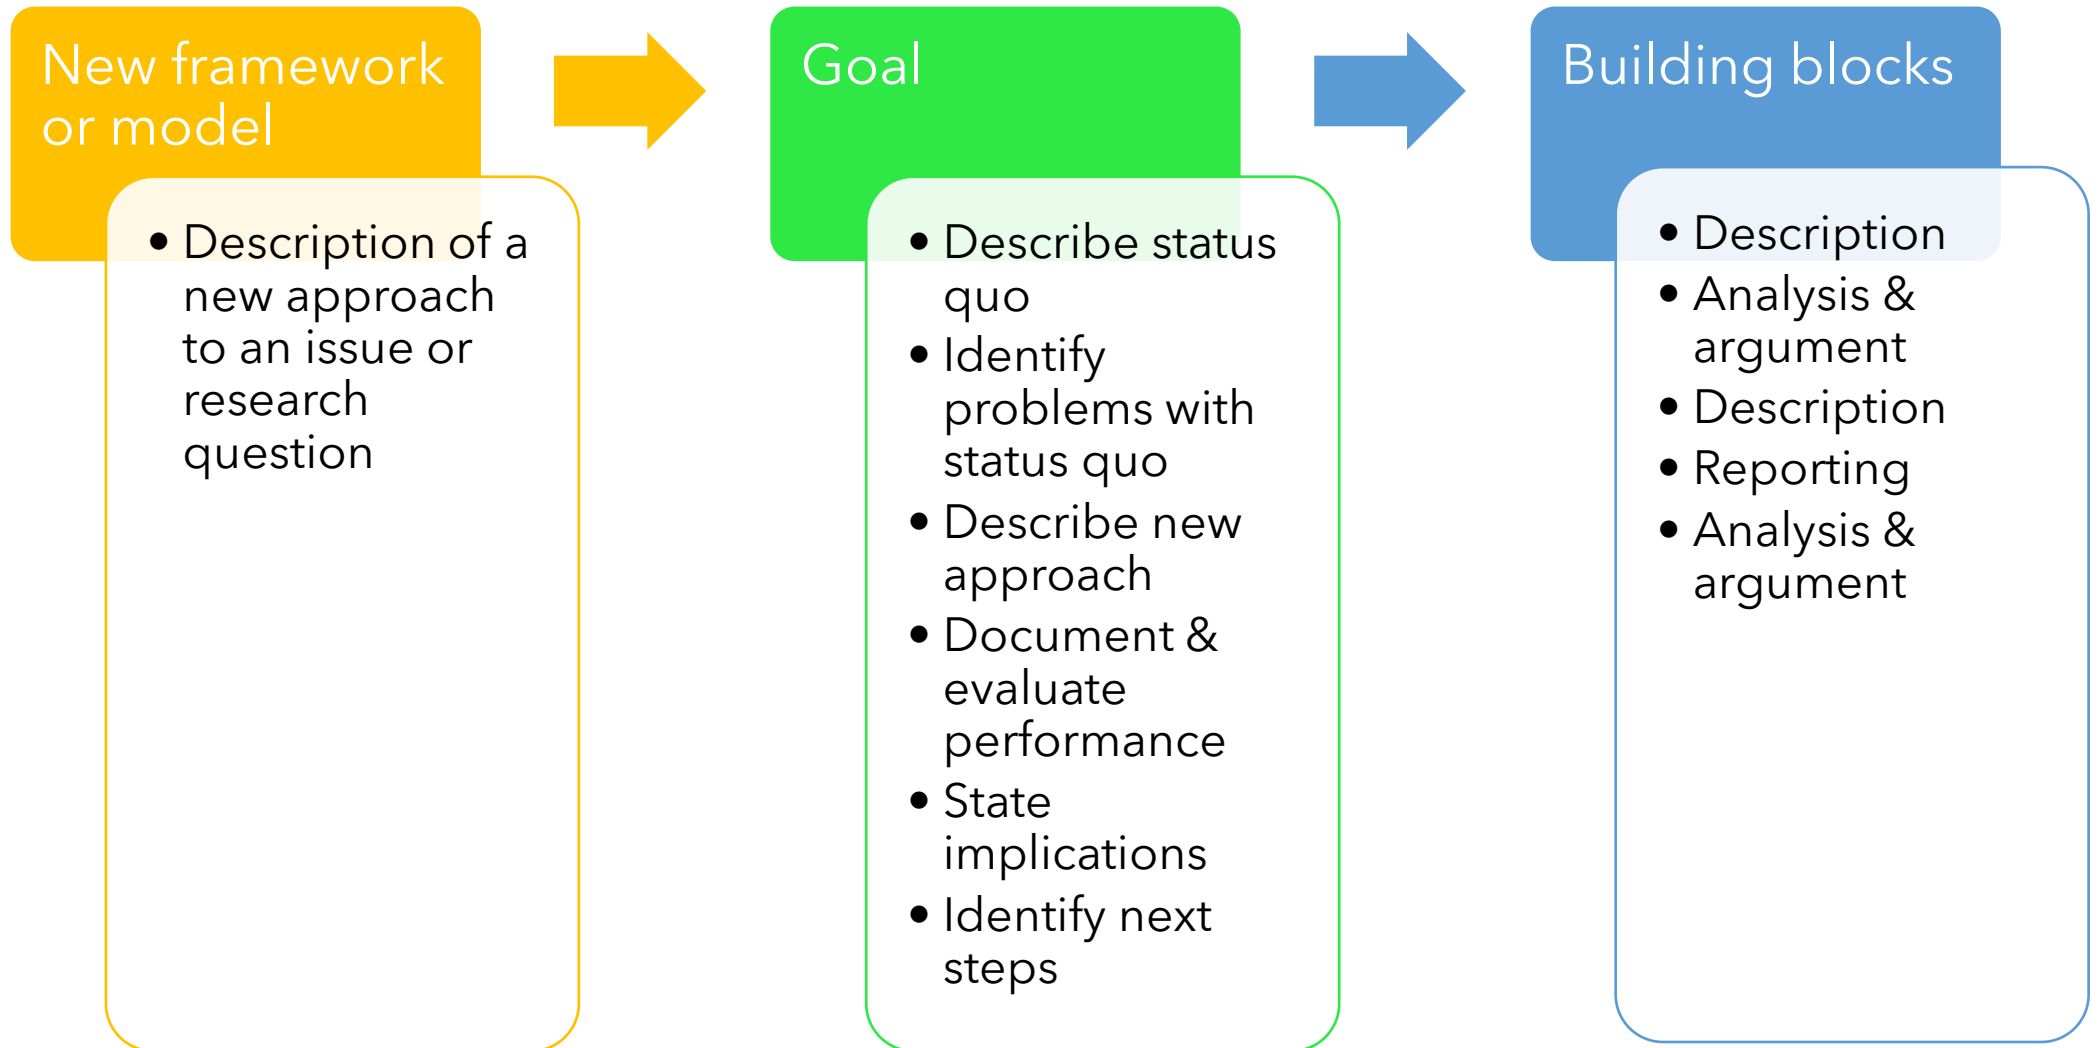 New framework
or model
• Description of a
new approach
to an issue or
research
question
Goal
• Describe status
quo
• Identify
problems with
status quo
• Describe new
approach
• Document &
evaluate
performance
• State
implications
• Identify next
steps
Building blocks
• Description
• Analysis &
argument
• Description
• Reporting
• Analysis &
argument